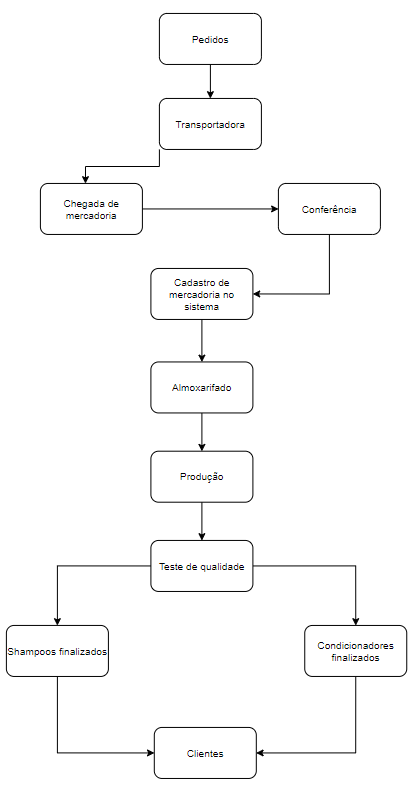 Pedidos
Transportadora
Chegada de
mercadoria
Conferência
Cadastro de
mercadoria no
sistema
Almoxarifado
Produção
Teste de qualidade
Shampoos finalizados
Condicionadores
finalizados
Clientes